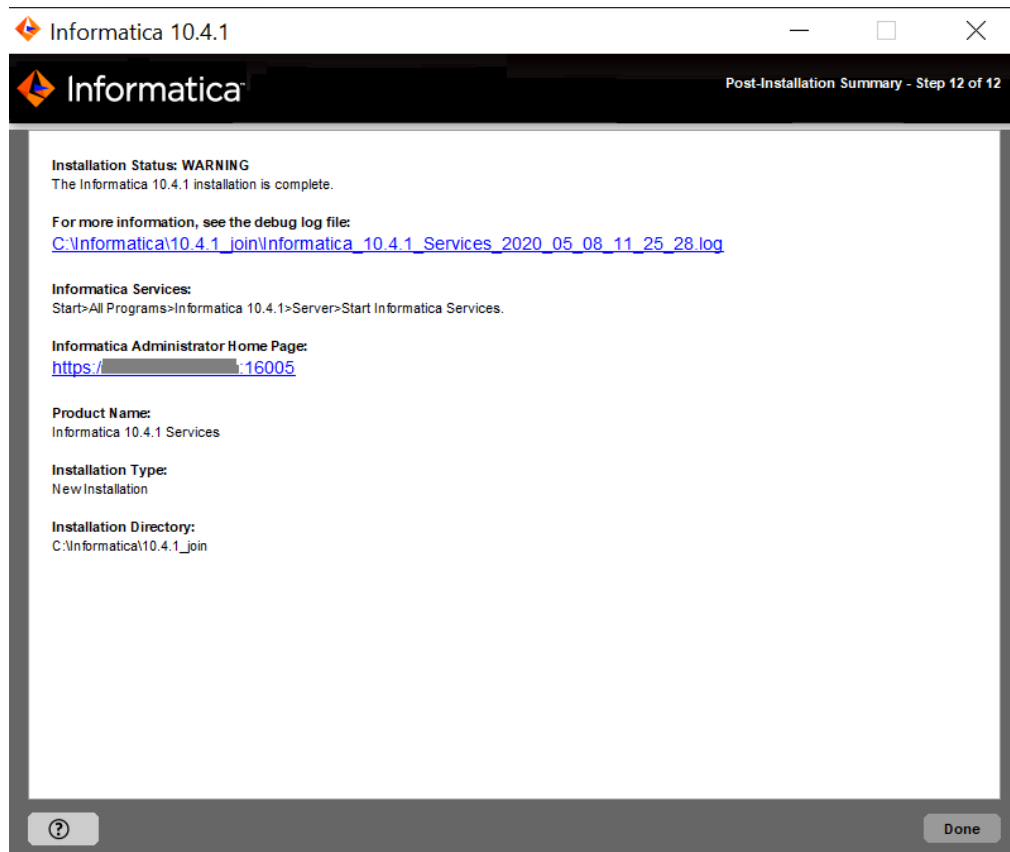 Informatica 10.4.1
Informatica
Post-Installation Summary - Step 12 of 12
Installation Status: WARNING
The Informatica 10.4.1 installation is complete.
For more information, see the debug log file:
C:\Informatica\10.4.1_join\Informatica_10.4.1_Services_2020_05_08_11_25_28.log
Informatica Services:
Start>All Programs>Informatica 10.4.1>Server>Start Informatica Services.
Informatica Administrator Home Page:
https:/ :16005
Product Name:
Informatica 10.4.1 Services
Installation Type:
New Installation
Installation Directory:
C:\Informatica\10.4.1_join
?
Done